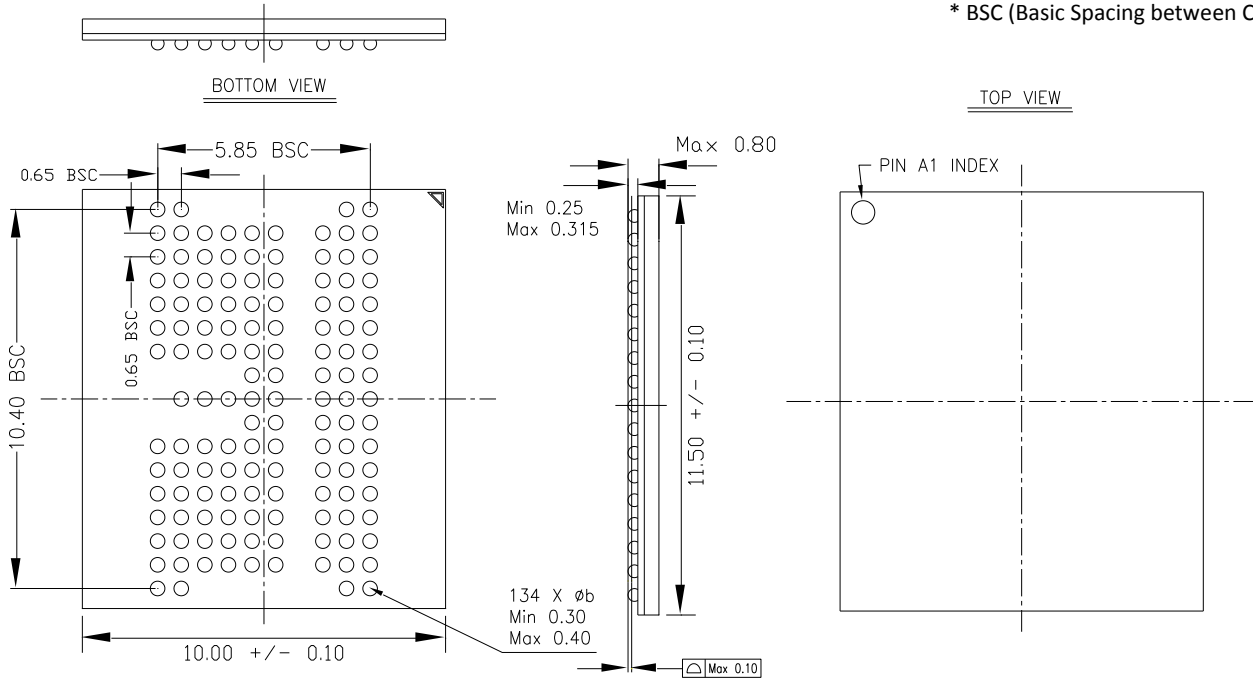 * BSC (Basic Spacing between C
BOTTOM VIEW
TOP VIEW
5.85 BSC
0.65 BSC
Max 0.80
PIN A1 INDEX
Min 0.25
Max 0.315
0.65 BSC
10.40 BSC
11.50 +/- 0.10
134 X øb
Min 0.30
Max 0.40
10.00 +/- 0.10
Max 0.10